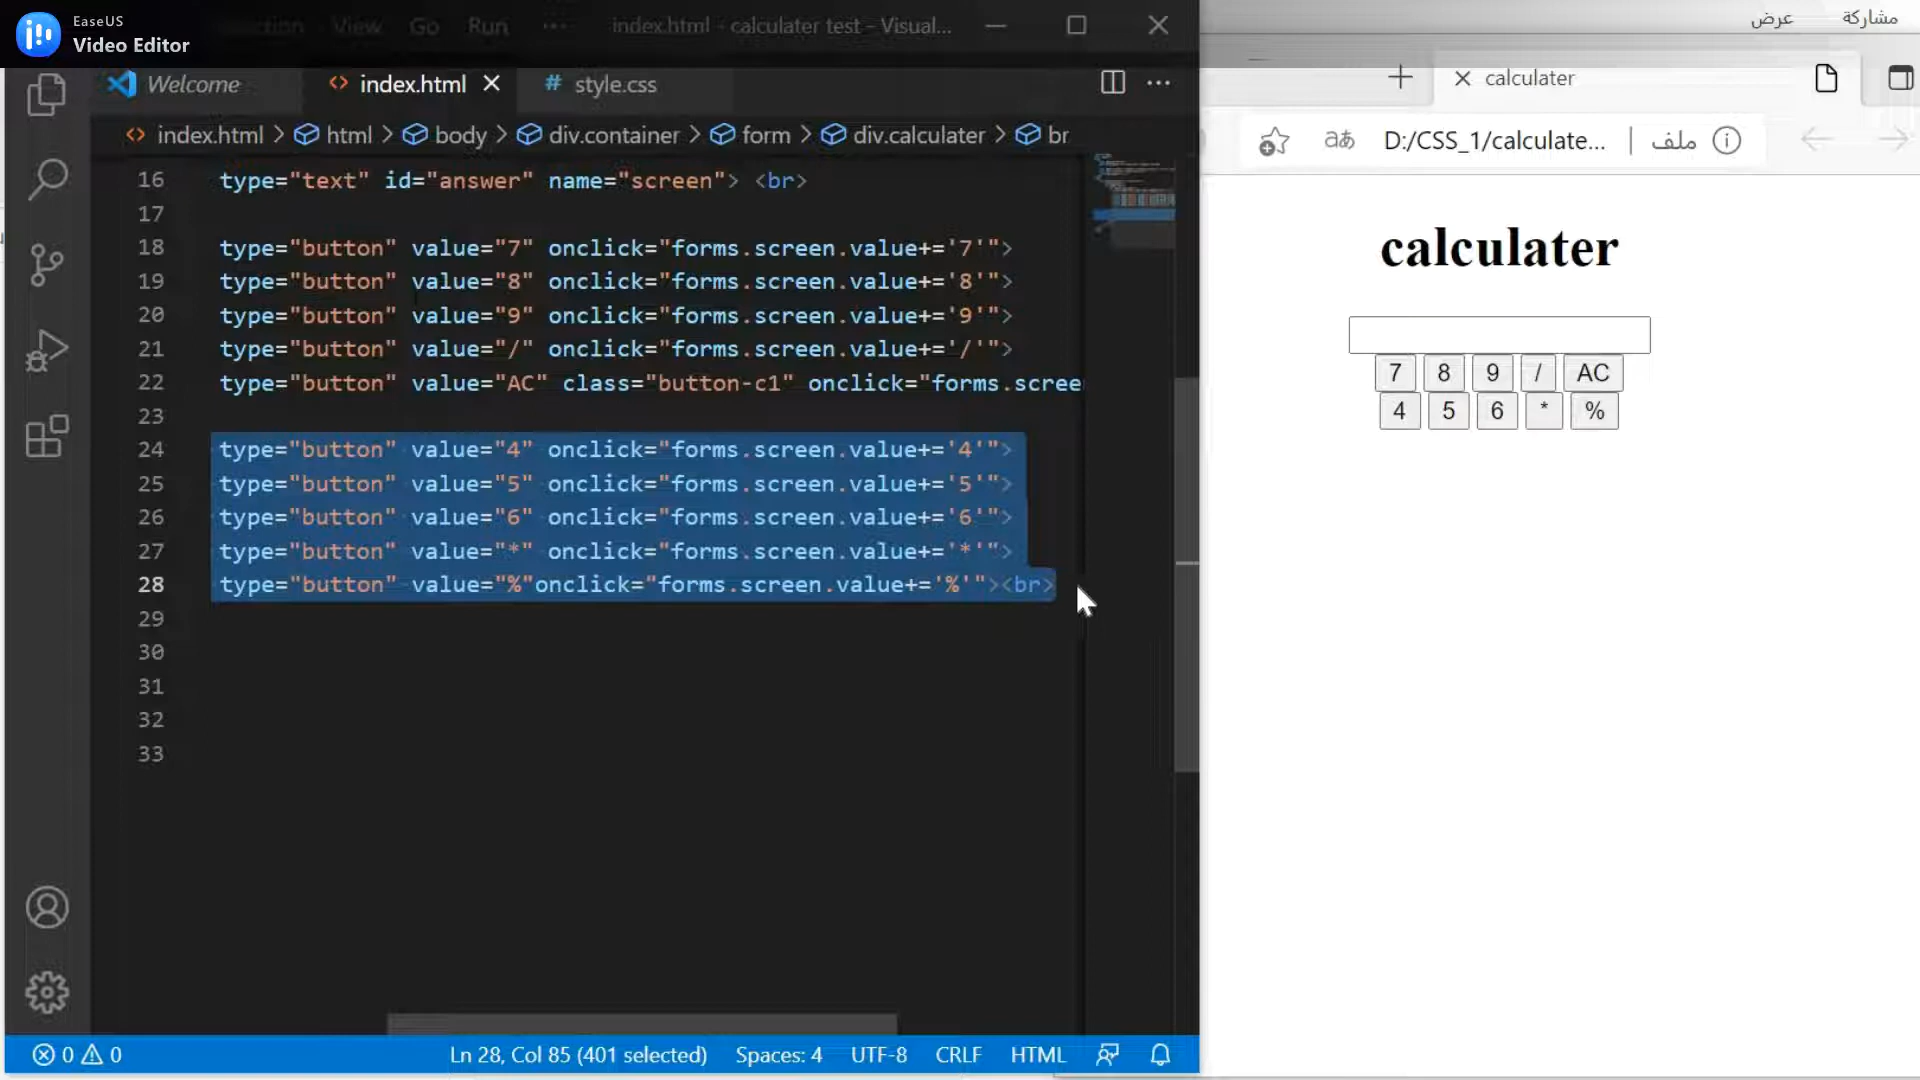 EaseUS
Video Editor
View Go Run ··· index.html - calculater test - Visual...
Welcome index.html style.css
index.html > html > body > div.container > form > div.calculater > br
16 type="text" id="answer" name="screen"> <br>
17
18 type="button" value="7" onclick="forms.screen.value+='7'">
19 type="button" value="8" onclick="forms.screen.value+='8'">
20 type="button" value="9" onclick="forms.screen.value+='9'">
21 type="button" value="/" onclick="forms.screen.value+='/'">
22 type="button" value="AC" class="button-c1" onclick="forms.scree
23
24 type="button" value="4" onclick="forms.screen.value+='4'">
25 type="button" value="5" onclick="forms.screen.value+='5'">
26 type="button" value="6" onclick="forms.screen.value+='6'">
27 type="button" value="*" onclick="forms.screen.value+='*'">
28 type="button" value="%"onclick="forms.screen.value+='%'"><br>
29
30
31
32
33
0 0 Ln 28, Col 85 (401 selected) Spaces: 4 UTF-8 CRLF HTML
مشاركة عرض
calculater
aあ D:/CSS_1/calculate... ملف
calculater
7 8 9 / AC
4 5 6 * %